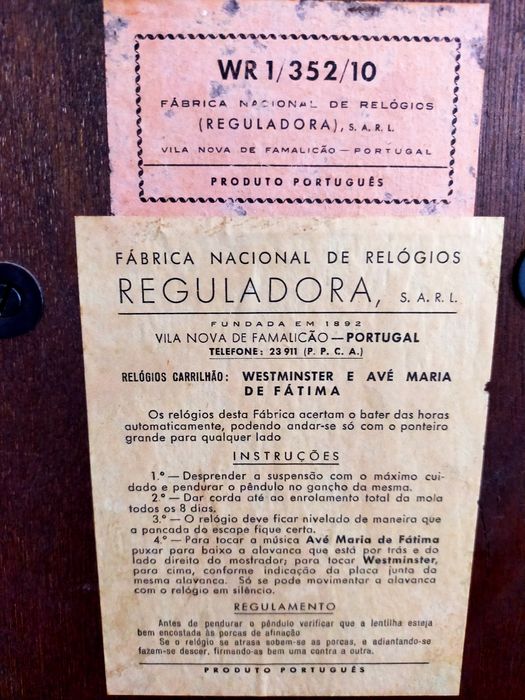 WR 1/352/10
FÁBRICA NACIONAL DE RELÓGIOS
(REGULADORA), S. A. R. L.
VILA NOVA DE FAMALICÃO — PORTUGAL
PRODUTO PORTUGUÊS
FÁBRICA NACIONAL DE RELÓGIOS
REGULADORA, S. A. R. L.
FUNDADA EM 1892
VILA NOVA DE FAMALICÃO — PORTUGAL
TELEFONE: 23 911 (P. P. C. A.)
RELÓGIOS CARRILHÃO: WESTMINSTER E AVÉ MARIA
DE FÁTIMA
Os relógios desta Fábrica acertam o bater das horas
automaticamente, podendo andar-se só com o ponteiro
grande para qualquer lado
INSTRUÇÕES
1.º — Desprender a suspensão com o máximo cui-
dado e pendurar o pêndulo no gancho da mesma.
2.º — Dar corda até ao enrolamento total da mola
todos os 8 dias.
3.º — O relógio deve ficar nivelado de maneira que
a pancada do escape fique certa.
4.º — Para tocar a música Avé Maria de Fátima
puxar para baixo a alavanca que está por trás e do
lado direito do mostrador; para tocar Westminster,
para cima, conforme indicação da placa junta da
mesma alavanca. Só se pode movimentar a alavanca
com o relógio em silêncio.
REGULAMENTO
Antes de pendurar o pêndulo verificar que a lentilha esteja
bem encostada às porcas de afinação
Se o relógio se atrasa sobem-se as porcas, e adiantando-se
fazem-se descer, firmando-as bem uma contra a outra.
PRODUTO PORTUGUÊS